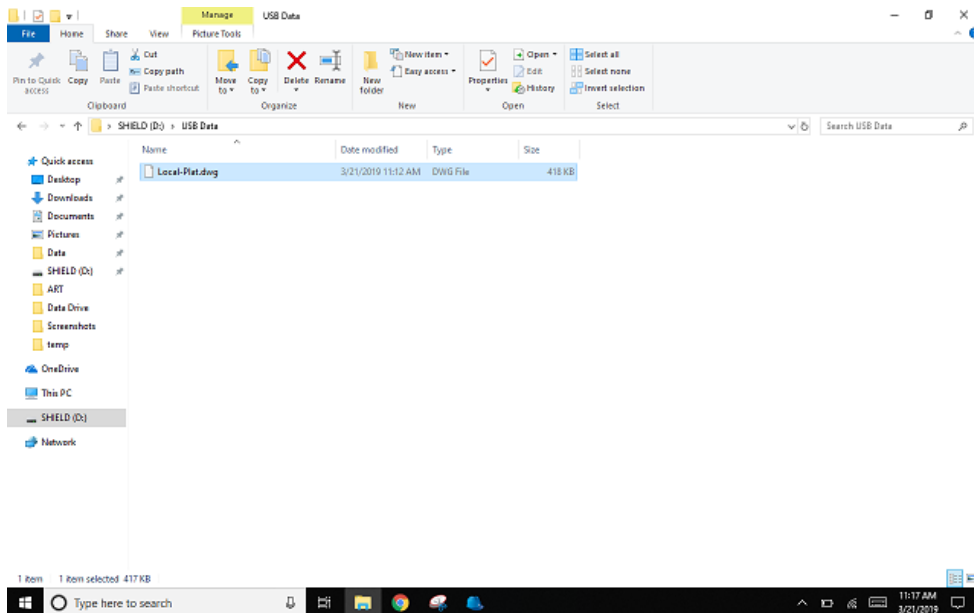 Manage USB Data
File Home Share View Picture Tools
Pin to Quick access
Copy
Paste
Cut
Copy path
Paste shortcut
Clipboard
Move to
Copy to
Delete
Rename
Organize
New folder
New item
Easy access
New
Properties
Open
Edit
History
Open
Select all
Select none
Invert selection
Select
SHIELD (D:) USB Data
Search USB Data
Name Date modified Type Size
Local-Plat.dwg 3/21/2019 11:12 AM DWG File 418 KB
Quick access
Desktop
Downloads
Documents
Pictures
Data
SHIELD (D:)
ART
Data Drive
Screenshots
temp
OneDrive
This PC
SHIELD (D:)
Network
1 item 1 item selected 417 KB
Type here to search
11:17 AM
3/21/2019